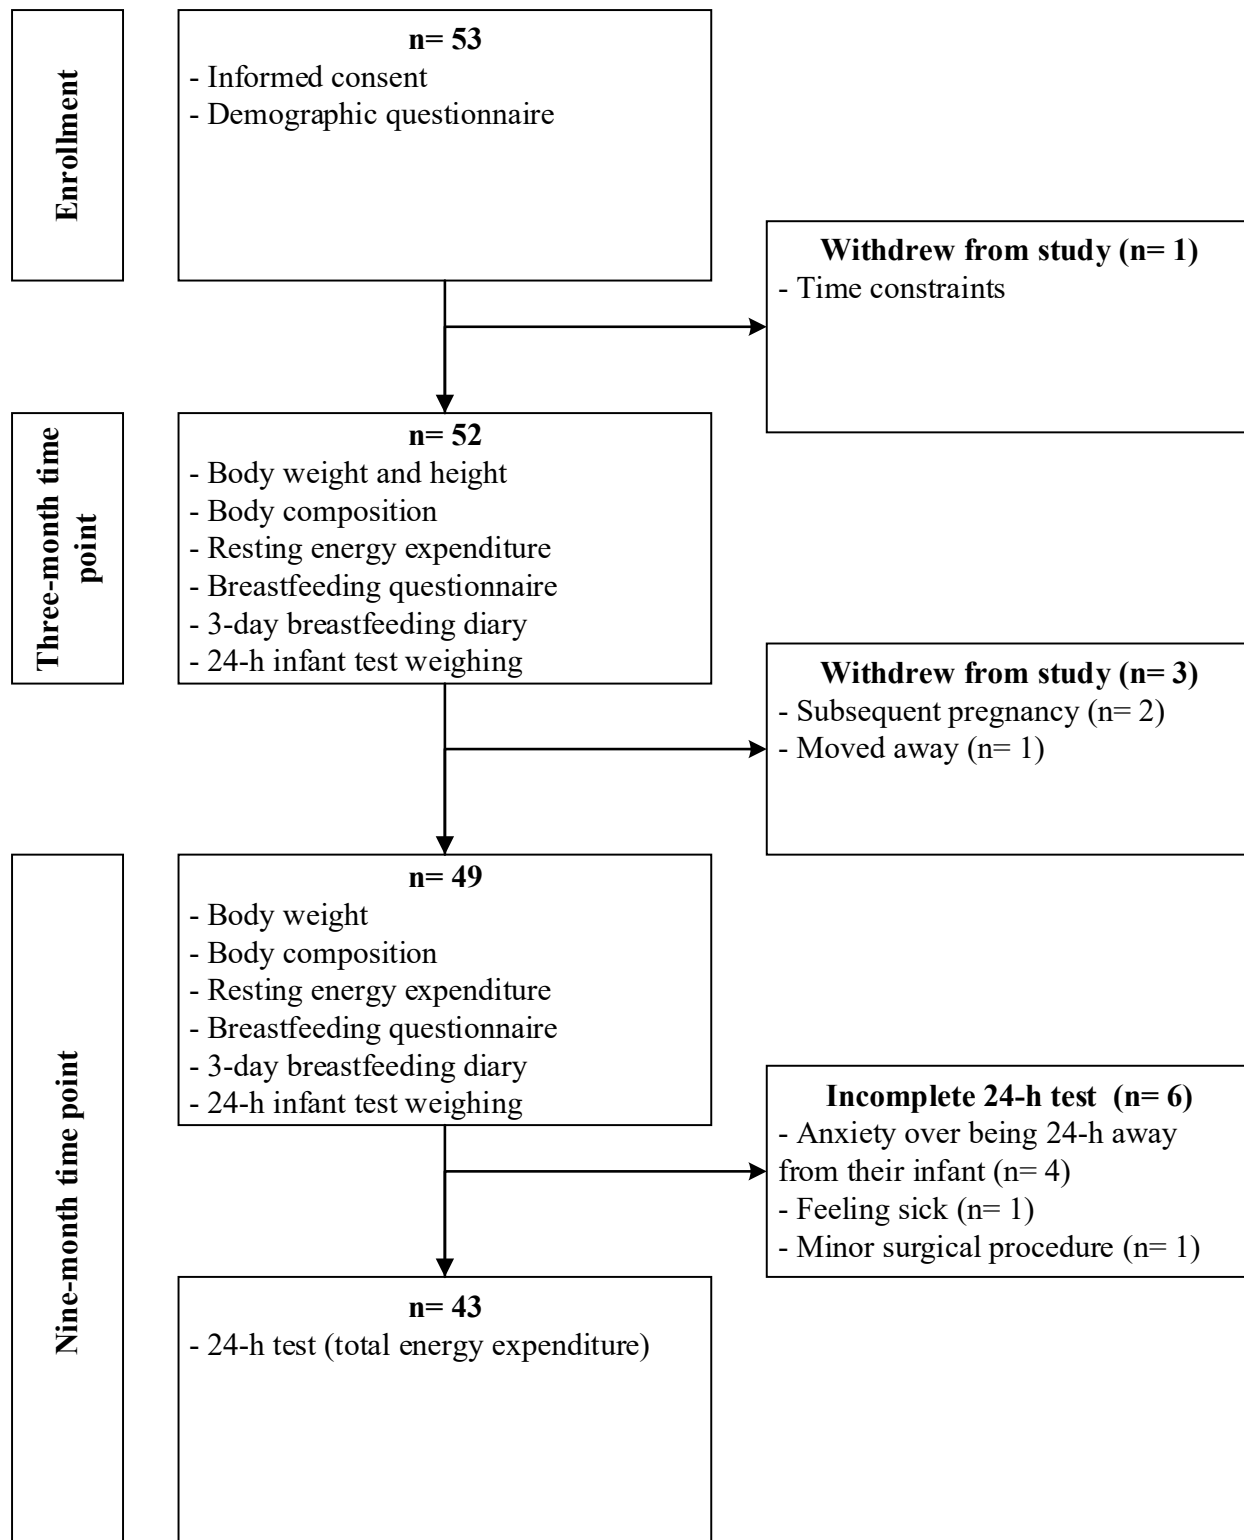 Enrollment
n= 53
- Informed consent
- Demographic questionnaire
Withdrew from study (n= 1)
- Time constraints
Three-month time
point
n= 52
- Body weight and height
- Body composition
- Resting energy expenditure
- Breastfeeding questionnaire
- 3-day breastfeeding diary
- 24-h infant test weighing
Withdrew from study (n= 3)
- Subsequent pregnancy (n= 2)
- Moved away (n= 1)
Nine-month time point
n= 49
- Body weight
- Body composition
- Resting energy expenditure
- Breastfeeding questionnaire
- 3-day breastfeeding diary
- 24-h infant test weighing
Incomplete 24-h test  (n= 6)
- Anxiety over being 24-h away
from their infant (n= 4)
- Feeling sick (n= 1)
- Minor surgical procedure (n= 1)
n= 43
- 24-h test (total energy expenditure)